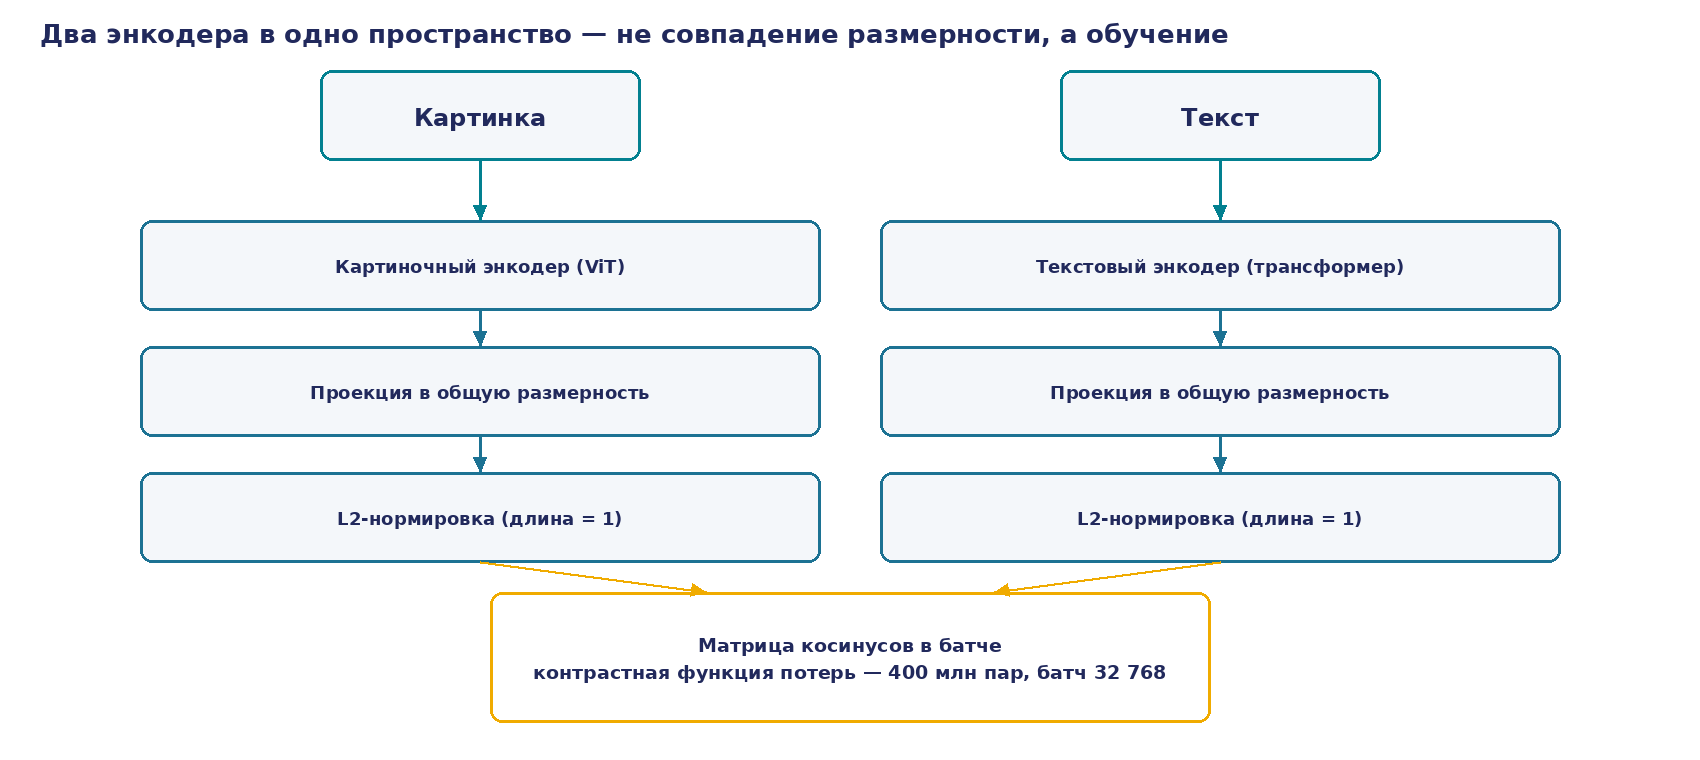 Два энкодера в одно пространство — не совпадение размерности, а обучение
Картинка
Текст
Картиночный энкодер (ViT)
Текстовый энкодер (трансформер)
Проекция в общую размерность
Проекция в общую размерность
L2-нормировка (длина = 1)
L2-нормировка (длина = 1)
Матрица косинусов в батче
контрастная функция потерь — 400 млн пар, батч 32 768